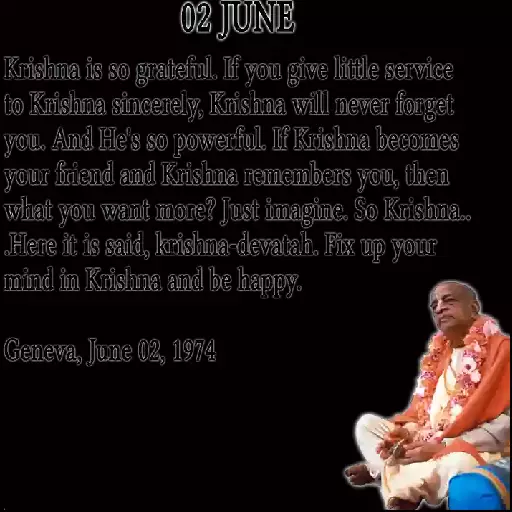 02 JUNE
Krishna is so grateful. If you give little service
to Krishna sincerely, Krishna will never forget
you. And He's so powerful. If Krishna becomes
your friend and Krishna remembers you, then
what you want more? Just imagine. So Krishna..
.Here it is said, krishna-devatah. Fix up your
mind in Krishna and be happy.
Geneva, June 02, 1974